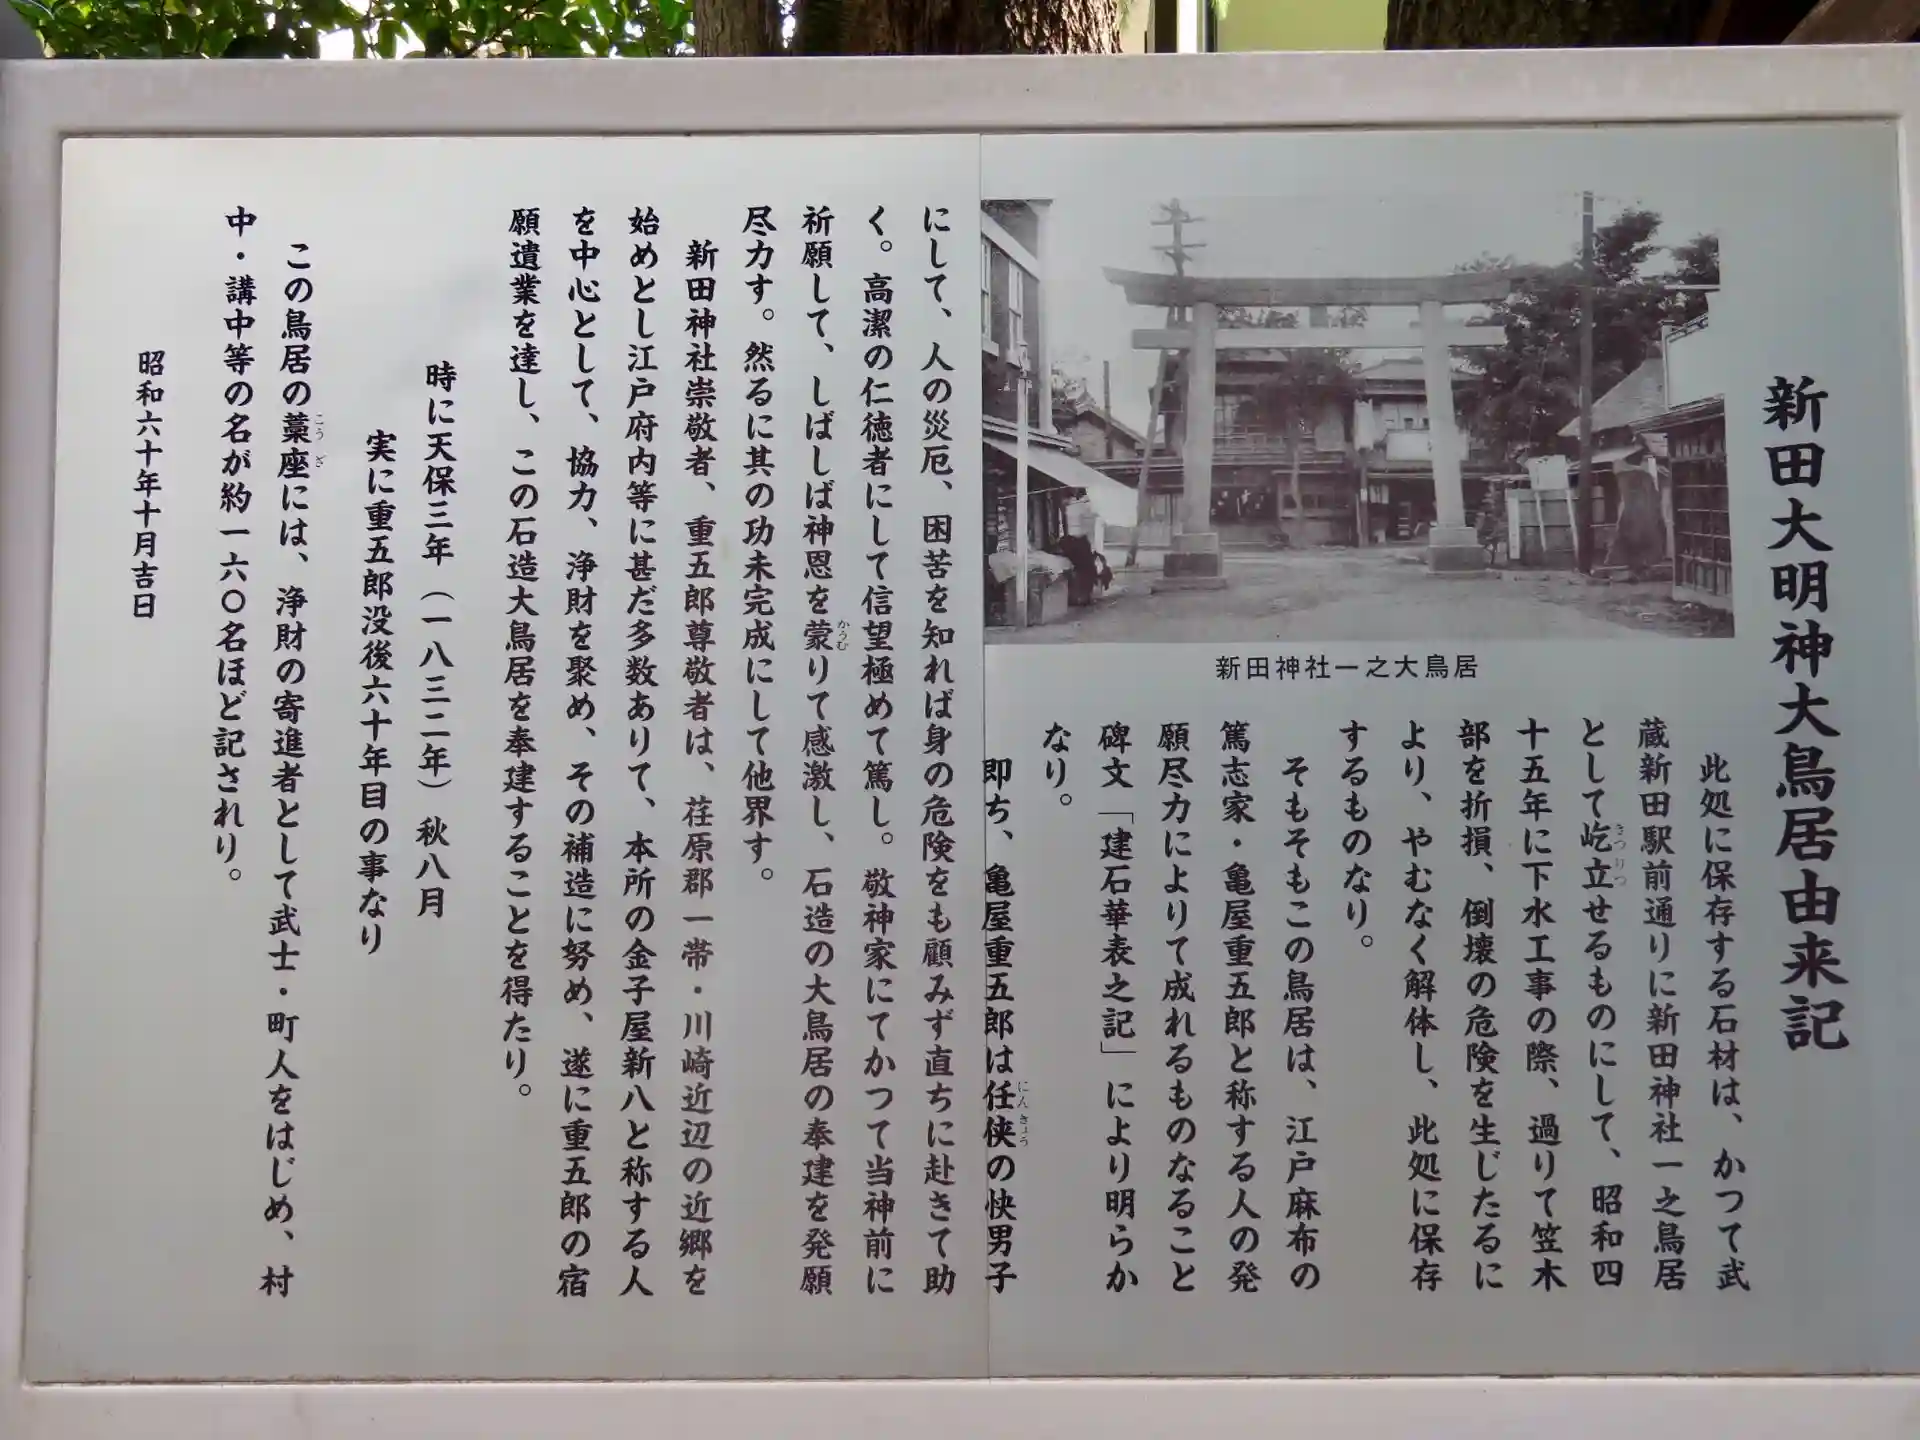 新田大明神大鳥居由来記
新田神社一之大鳥居
此処に保存する石材は、かつて武
蔵新田駅前通りに新田神社一之鳥居
として屹立せるものにして、昭和四
きつりつ
十五年に下水工事の際、過りて笠木
部を折損、倒壊の危険を生じたるに
より、やむなく解体し、此処に保存
するものなり。
そもそもこの鳥居は、江戸麻布の
篤志家・亀屋重五郎と称する人の発
願尽力によりて成れるものなること
碑文「建石華表之記」により明らか
なり。
即ち、亀屋重五郎は任侠の快男子
にんきょう
にして、人の災厄、困苦を知れば身の危険をも顧みず直ちに赴きて助
く。高潔の仁徳者にして信望極めて篤し。敬神家にてかつて当神前に
祈願して、しばしば神恩を蒙りて感激し、石造の大鳥居の奉建を発願
かうむ
尽力す。然るに其の功未完成にして他界す。
新田神社崇敬者、重五郎尊敬者は、荏原郡一帯・川崎近辺の近郷を
始めとし江戸府内等に甚だ多数ありて、本所の金子屋新八と称する人
を中心として、協力、浄財を聚め、その補造に努め、遂に重五郎の宿
願遺業を達し、この石造大鳥居を奉建することを得たり。
時に天保三年（一八三二年）秋八月
実に重五郎没後六十年目の事なり
この鳥居の藁座には、浄財の寄進者として武士・町人をはじめ、村
こうざ
中・講中等の名が約一六〇名ほど記されり。
昭和六十年十月吉日